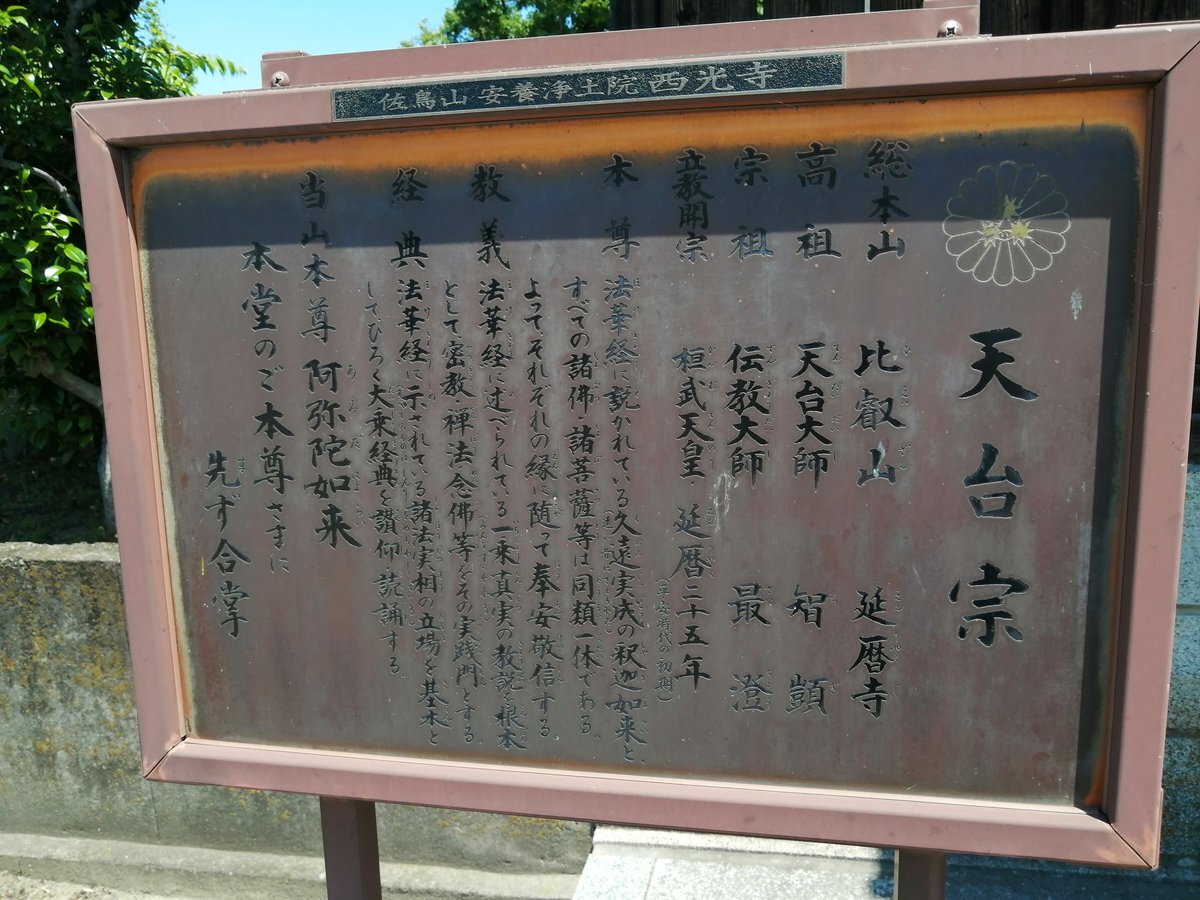 佐鳥山 安養浄土院 西光寺
天台宗
総本山 比叡山 延暦寺
高祖 天台大師 智顗
宗祖 伝教大師 最澄
立教開宗 桓武天皇・延暦二十五年
(平安時代の初期)
本尊 法華経に説かれている久遠実成の釈迦如来と、
すべての諸佛・諸菩薩等は、同類一体である。
よってそれぞれの縁に随って奉安敬信する。
教義 法華経に述べられている一乗真実の教説を根本
として密教・禅法・念佛等をその実践門とする。
経典 法華経に示されている諸法実相の立場を基本と
してひろく大乗経典を讃仰・読誦する。
当山本尊 阿弥陀如来
本堂のご本尊さまに
先ず合掌